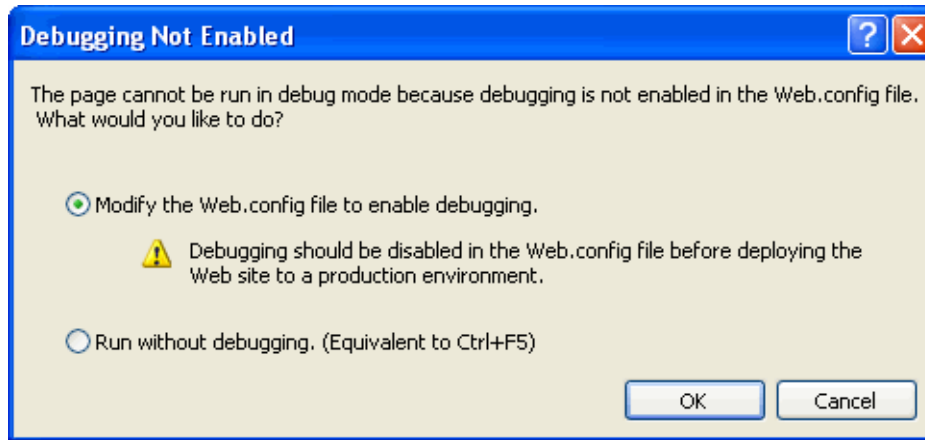 Debugging Not Enabled
The page cannot be run in debug mode because debugging is not enabled in the Web.config file.
What would you like to do?
Modify the Web.config file to enable debugging.
Debugging should be disabled in the Web.config file before deploying the
Web site to a production environment.
Run without debugging. (Equivalent to Ctrl+F5)
OK Cancel